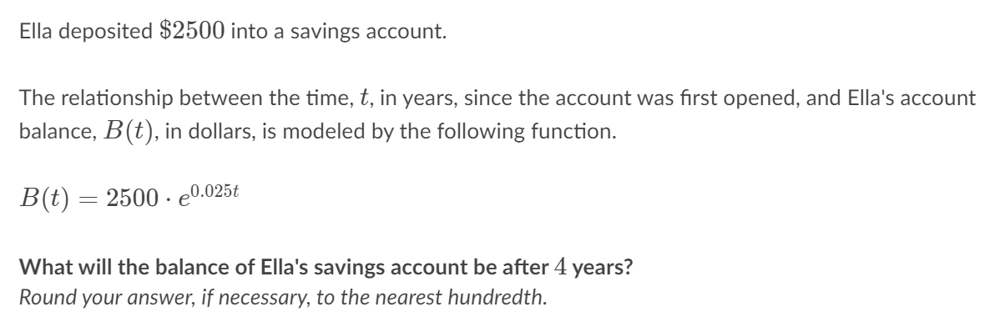 Ella deposited $2500 into a savings account.
The relationship between the time, t, in years, since the account was first opened, and Ella's account
balance, B(t), in dollars, is modeled by the following function.
B(t) = 2500 · e^0.025t
What will the balance of Ella's savings account be after 4 years?
Round your answer, if necessary, to the nearest hundredth.